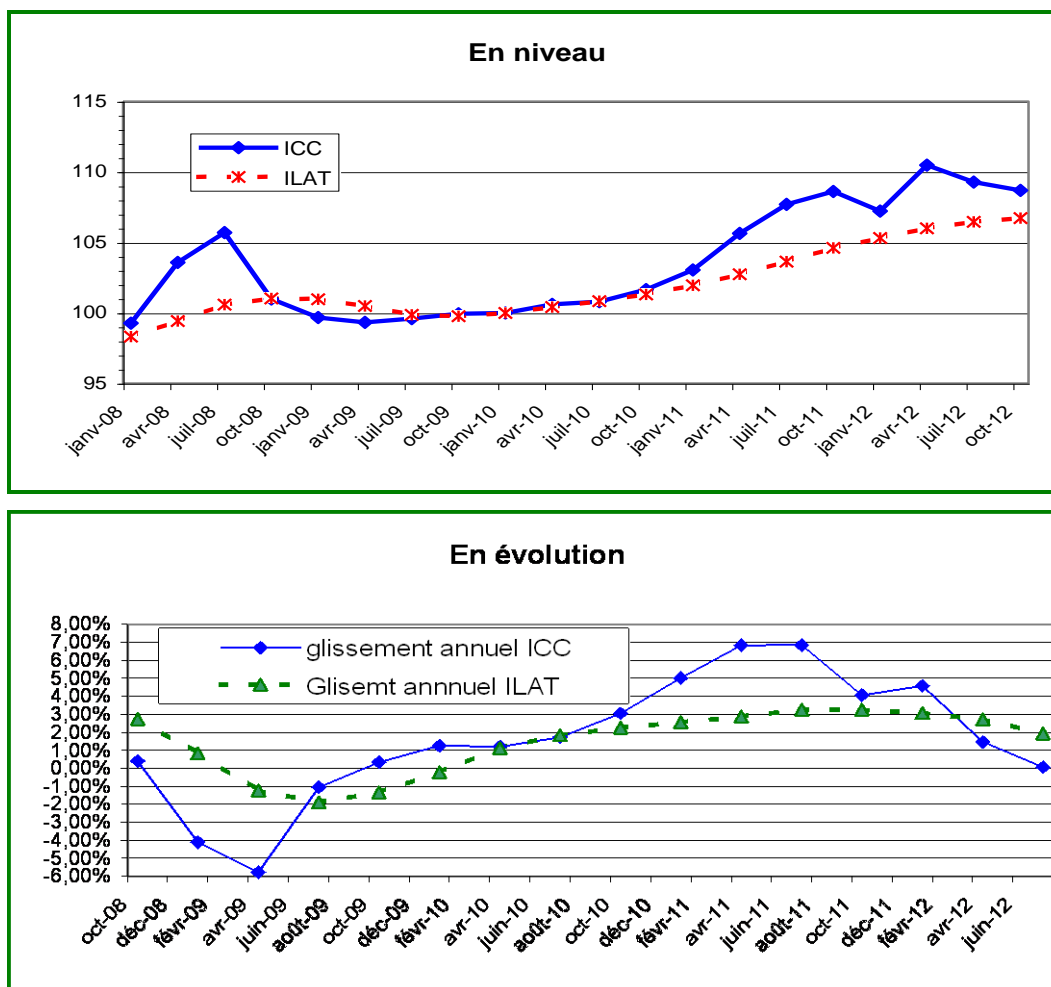 En niveau
115
110
105
100
95
ICC
ILAT
janv-08
avr-08
juil-08
oct-08
janv-09
avr-09
juil-09
oct-09
janv-10
avr-10
juil-10
oct-10
janv-11
avr-11
juil-11
oct-11
janv-12
avr-12
juil-12
oct-12
En évolution
8,00%
7,00%
6,00%
5,00%
4,00%
3,00%
2,00%
1,00%
0,00%
-1,00%
-2,00%
-3,00%
-4,00%
-5,00%
-6,00%
glissement annuel ICC
Glisemt annnuel ILAT
oct-08
déc-08
févr-09
avr-09
juin-09
août-09
oct-09
déc-09
févr-10
avr-10
juin-10
août-10
oct-10
déc-10
févr-11
avr-11
juin-11
août-11
oct-11
déc-11
févr-12
avr-12
juin-12